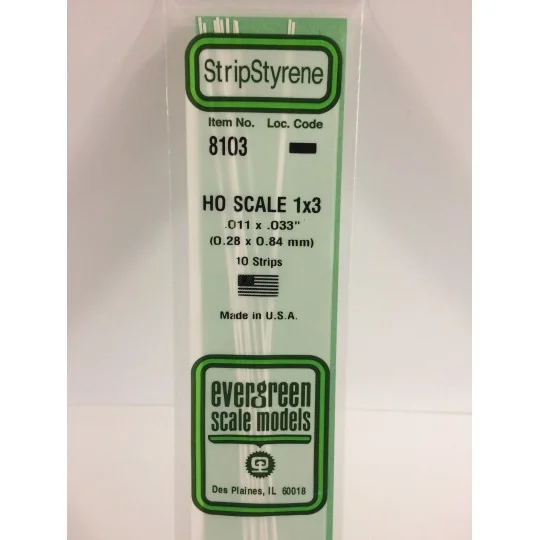 StripStyrene
Item No. Loc. Code
8103
HO SCALE 1x3
.011 x .033"
(0.28 x 0.84 mm)
10 Strips
Made in U.S.A.
evergreen
scale models
Des Plaines, IL 60018